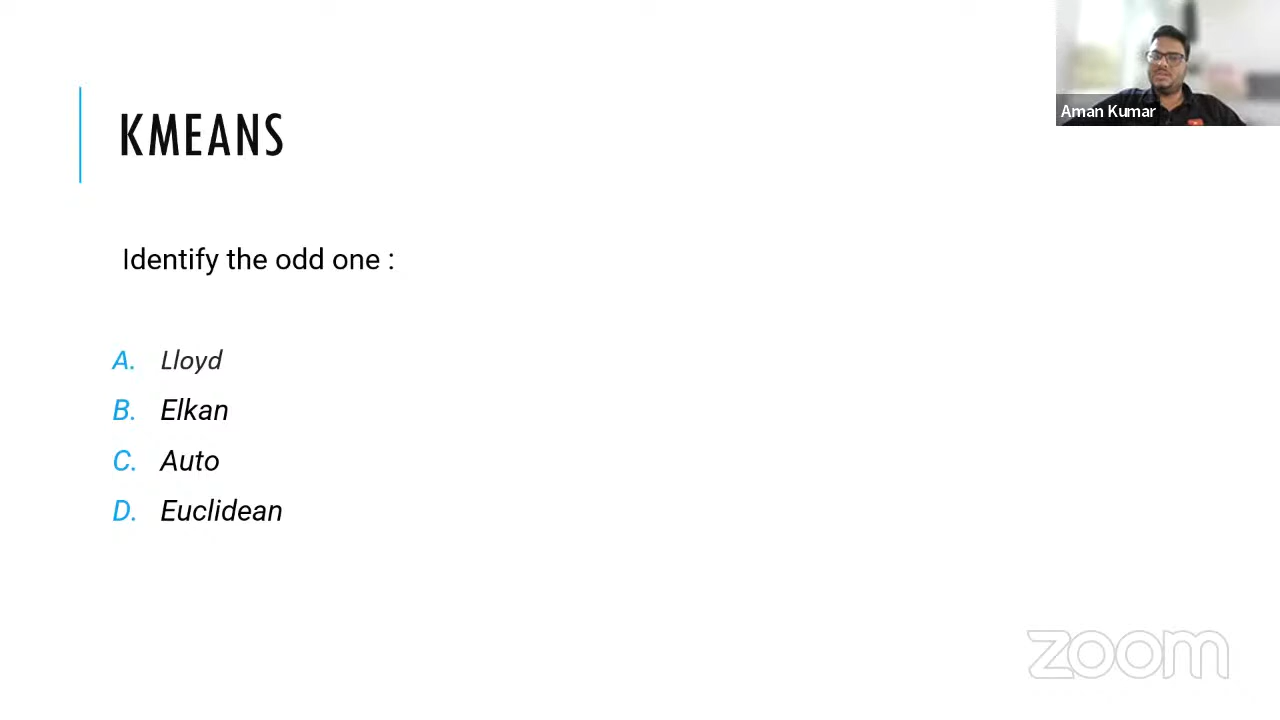 Aman Kumar
KMEANS
Identify the odd one :
A. Lloyd
B. Elkan
C. Auto
D. Euclidean
zoom